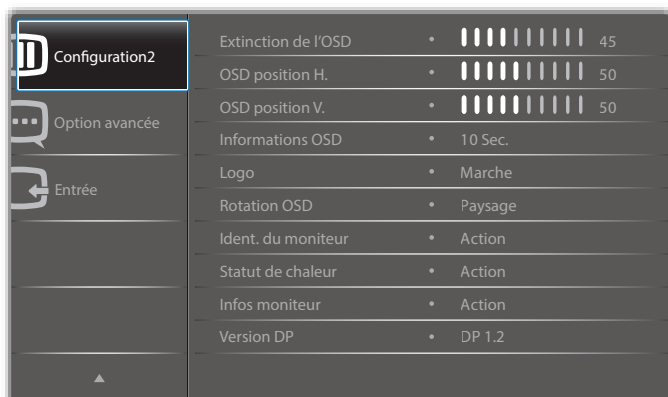 Configuration2
Option avancée
Entrée
Extinction de l’OSD • 45
OSD position H. • 50
OSD position V. • 50
Informations OSD • 10 Sec.
Logo • Marche
Rotation OSD • Paysage
Ident. du moniteur • Action
Statut de chaleur • Action
Infos moniteur • Action
Version DP • DP 1.2